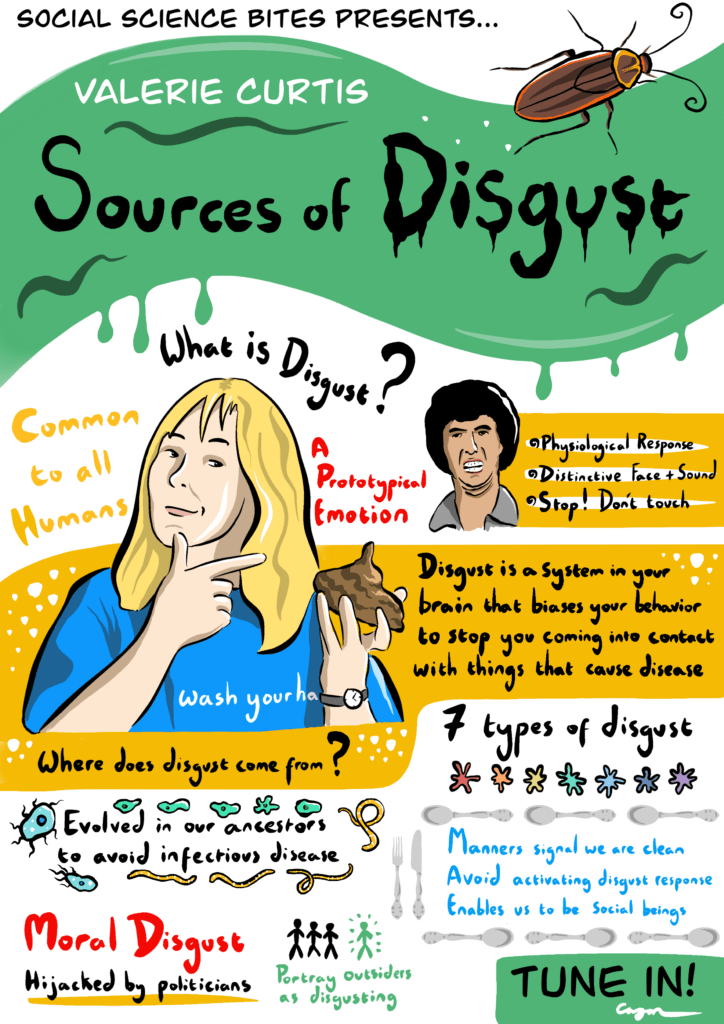 SOCIAL SCIENCE BITES PRESENTS...
VALERIE CURTIS
Sources of Disgust
What is Disgust?
Common
to all
Humans
A
Prototypical
Emotion
Physiological Response
Distinctive Face + Sound
Stop! Don't touch
Disgust is a system in your
brain that biases your behavior
to stop you coming into contact
with things that cause disease
wash your ha
7 types of disgust
Where does disgust come from?
Evolved in our ancestors
to avoid infectious disease
Manners signal we are clean
Avoid activating disgust response
Enables us to be social beings
Moral Disgust
Hijacked by politicians
Portray outsiders
as disgusting
TUNE IN!